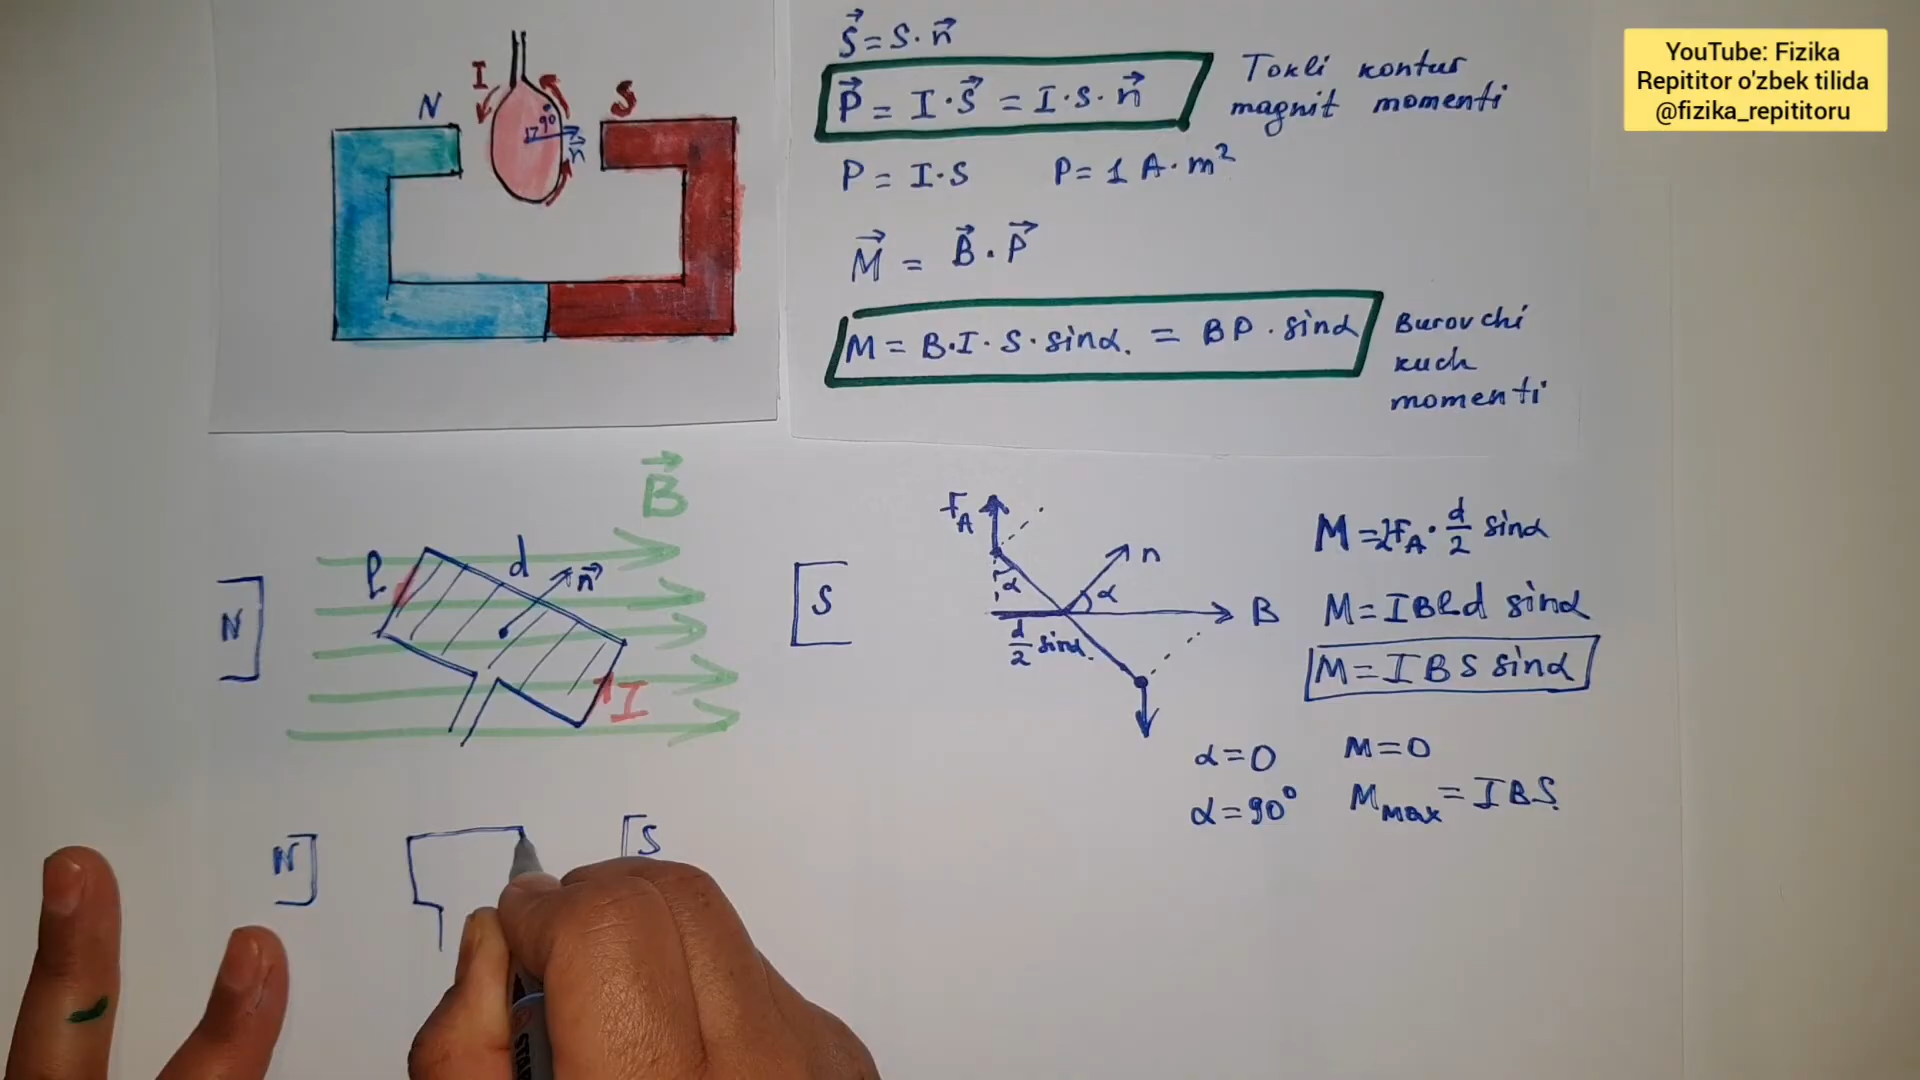 YouTube: Fizika
Repititor o'zbek tilida
@fizika_repititoru
I
N
S
90°
n⃗
S⃗ = S · n⃗
P⃗ = I · S⃗ = I · S · n⃗
Tokli kontur
magnit momenti
P = I · S
P = 1 A · m²
M⃗ = B⃗ · P⃗
M = B · I · S · sinα. = BP · sinα
Burovchi
kuch
momenti
B⃗
ℓ
d
n⃗
N
I
S
F_A
α
n
α
B
d/2 sinα.
M = 2F_A · d/2 sinα
M = IBℓd sinα
M = IBS sinα
α = 0
M = 0
α = 90°
M_max = IBS.
N
S